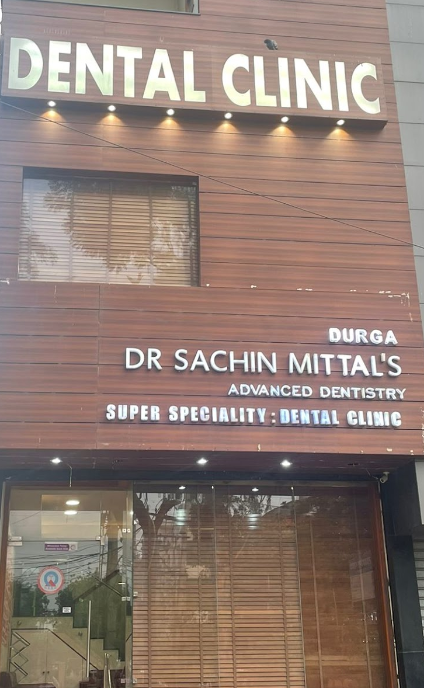 DENTAL CLINIC
DURGA
DR SACHIN MITTAL'S
ADVANCED DENTISTRY
SUPER SPECIALITY : DENTAL CLINIC